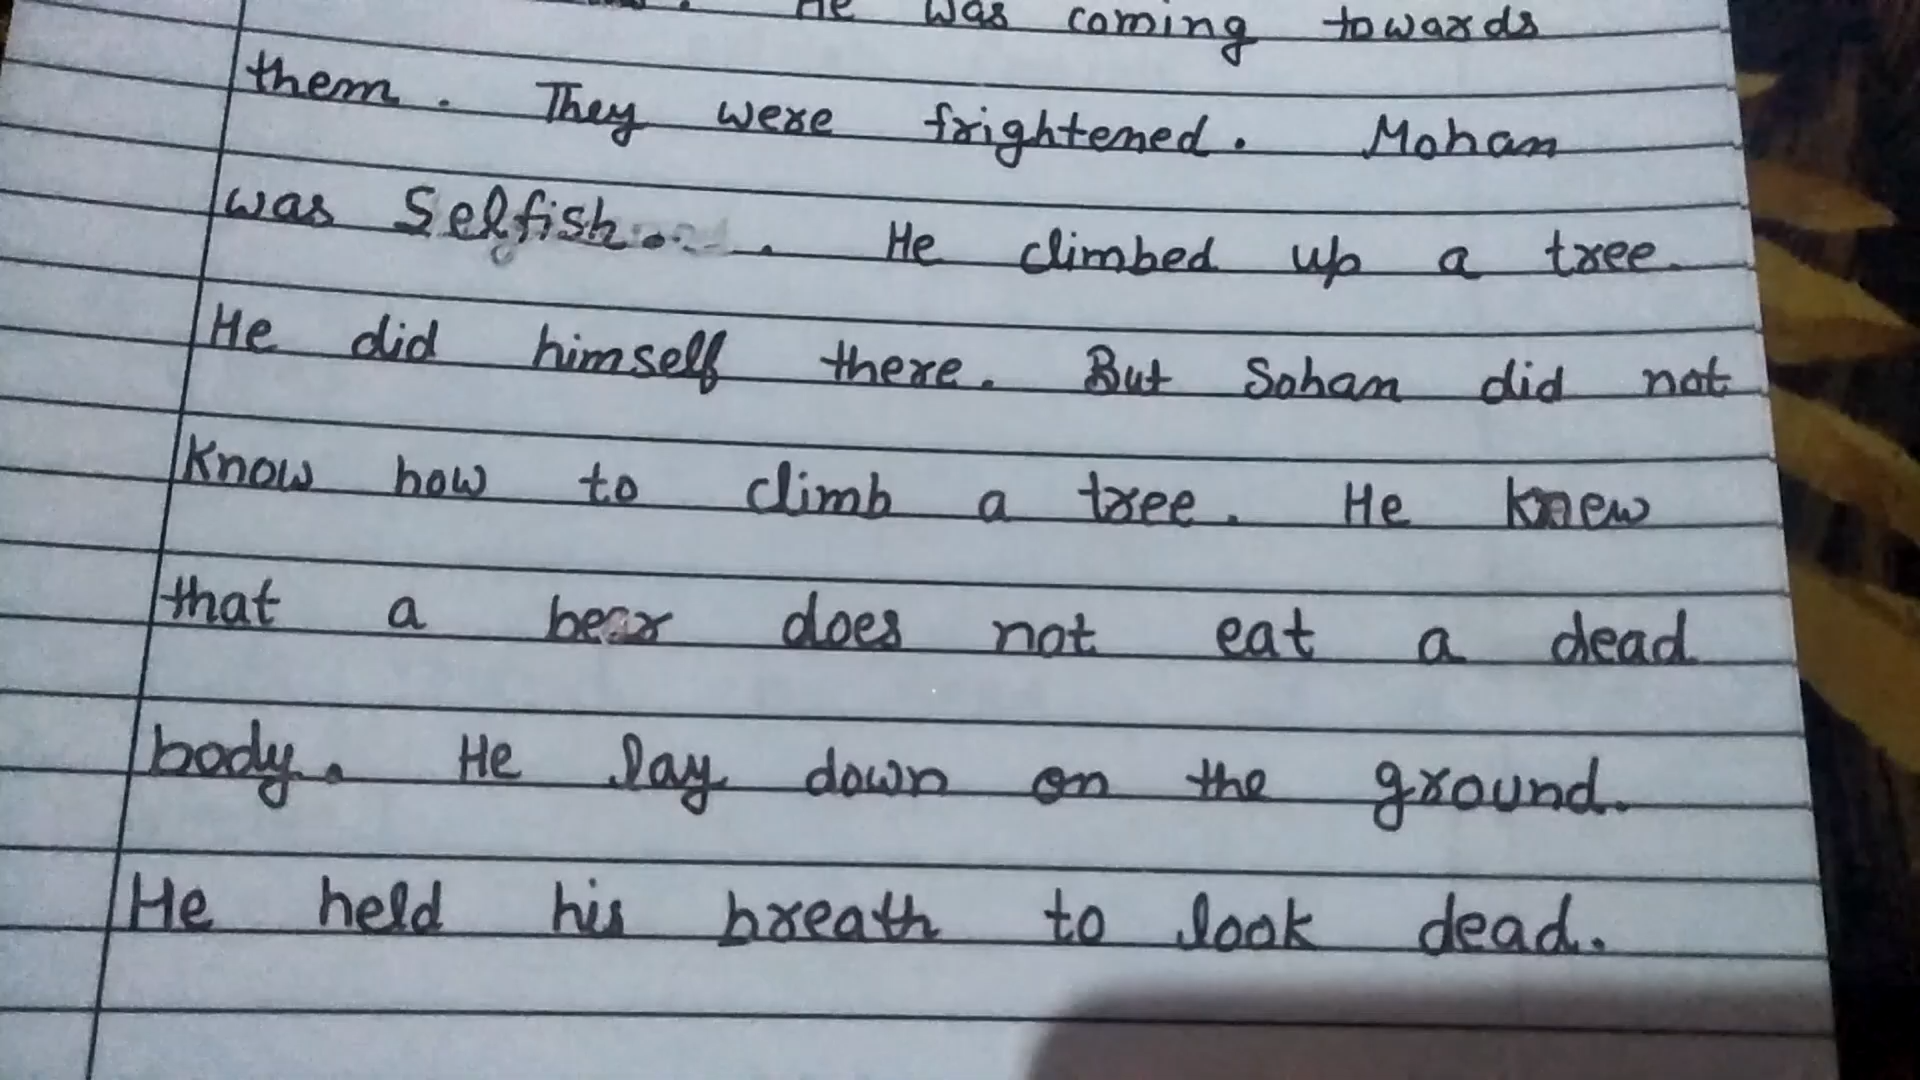 He was coming towards
them. They were frightened. Mohan
was Selfish. He climbed up a tree.
He did himself there. But Sohan did not
Know how to climb a tree. He knew
that a bear does not eat a dead
body. He lay down on the ground.
He held his breath to look dead.